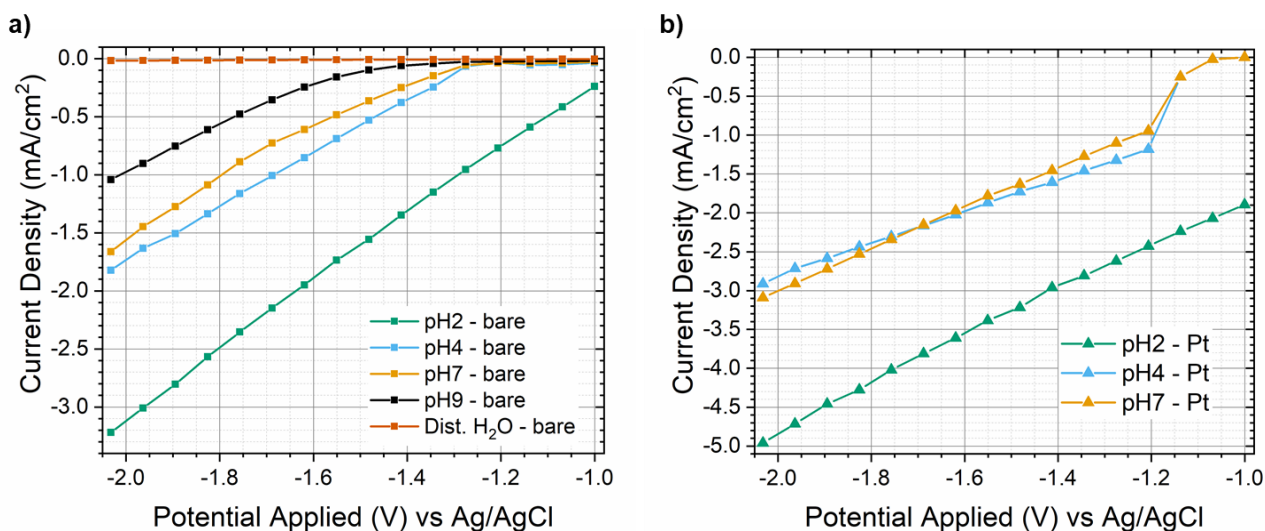 a)
Current Density (mA/cm²)
0.0
-0.5
-1.0
-1.5
-2.0
-2.5
-3.0
pH2 - bare
pH4 - bare
pH7 - bare
pH9 - bare
Dist. H₂O - bare
-2.0 -1.8 -1.6 -1.4 -1.2 -1.0
Potential Applied (V) vs Ag/AgCl
b)
Current Density (mA/cm²)
0.0
-0.5
-1.0
-1.5
-2.0
-2.5
-3.0
-3.5
-4.0
-4.5
-5.0
pH2 - Pt
pH4 - Pt
pH7 - Pt
-2.0 -1.8 -1.6 -1.4 -1.2 -1.0
Potential Applied (V) vs Ag/AgCl